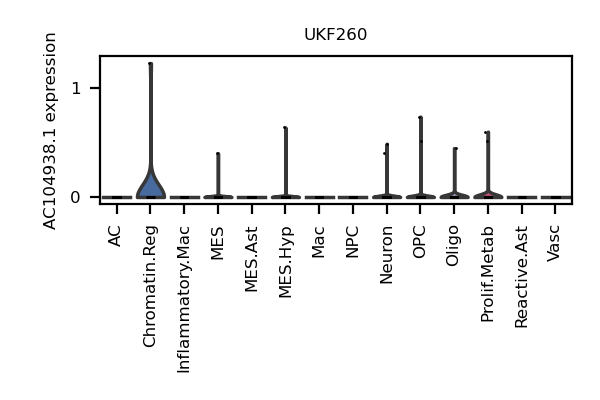 UKF260
AC104938.1 expression
1
0
AC
Chromatin.Reg
Inflammatory.Mac
MES
MES.Ast
MES.Hyp
Mac
NPC
Neuron
OPC
Oligo
Prolif.Metab
Reactive.Ast
Vasc